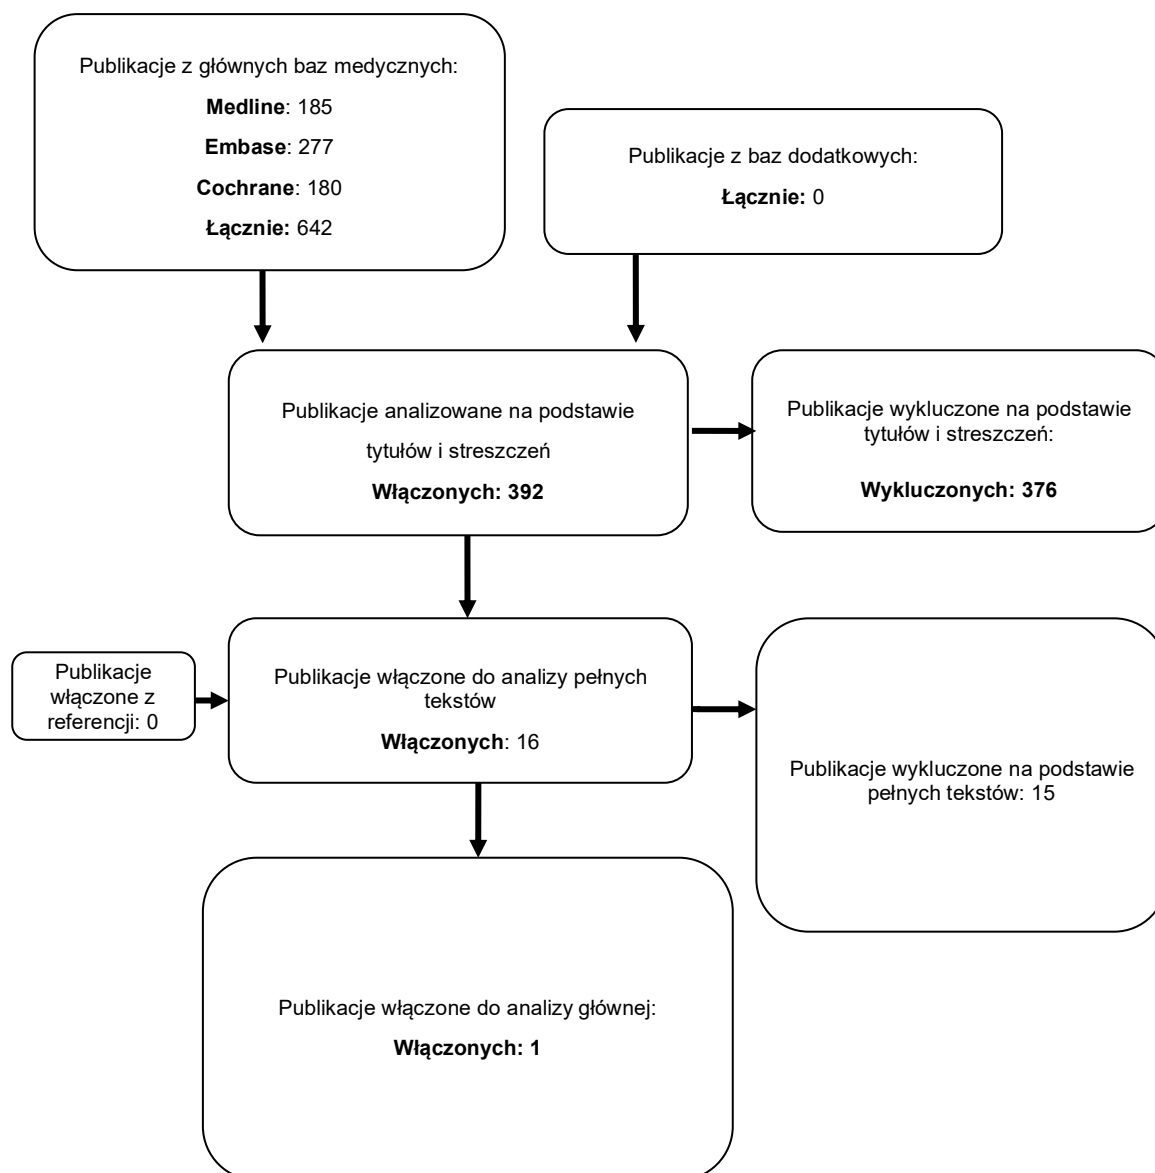 Publikacje z głównych baz medycznych:
Medline: 185
Embase: 277
Cochrane: 180
Łącznie: 642
Publikacje z baz dodatkowych:
Łącznie: 0
Publikacje analizowane na podstawie
tytułów i streszczeń
Włączonych: 392
Publikacje wykluczone na podstawie
tytułów i streszczeń:
Wykluczonych: 376
Publikacje
włączone z
referencji: 0
Publikacje włączone do analizy pełnych
tekstów
Włączonych: 16
Publikacje wykluczone na podstawie
pełnych tekstów: 15
Publikacje włączone do analizy głównej:
Włączonych: 1